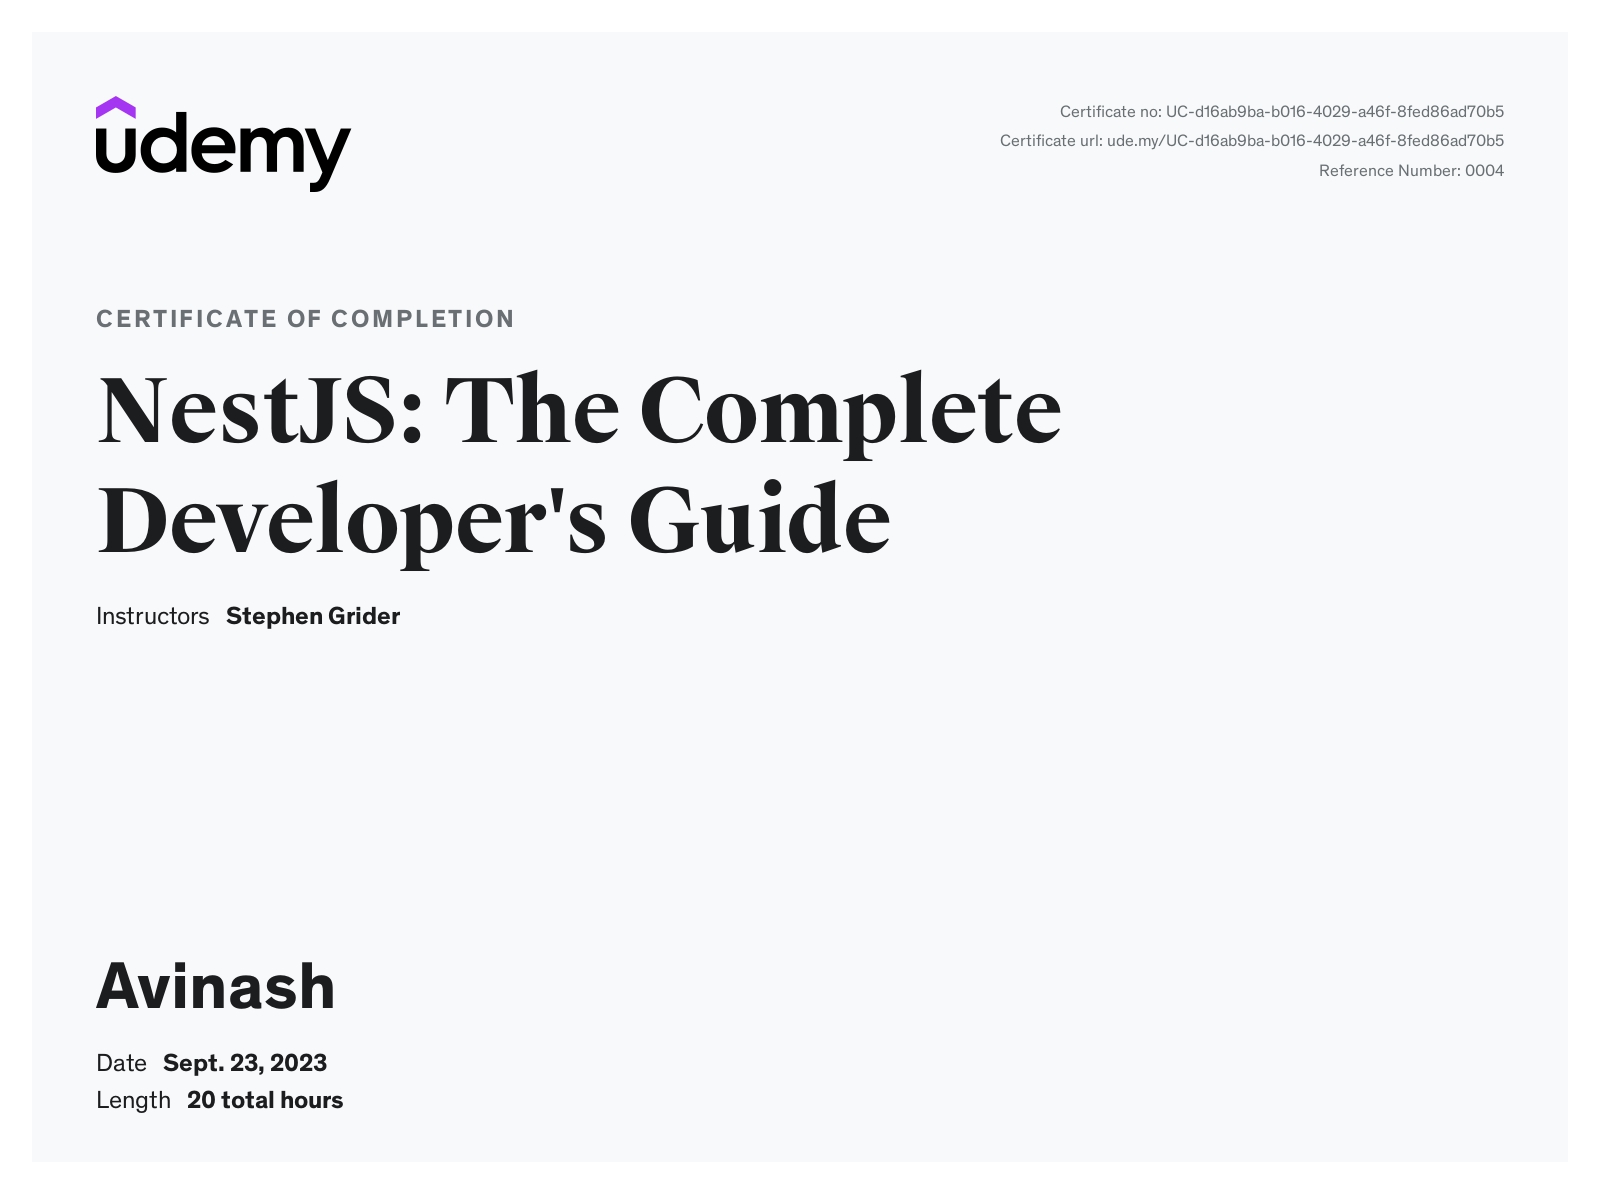 udemy
Certificate no: UC-d16ab9ba-b016-4029-a46f-8fed86ad70b5
Certificate url: ude.my/UC-d16ab9ba-b016-4029-a46f-8fed86ad70b5
Reference Number: 0004
CERTIFICATE OF COMPLETION
NestJS: The Complete
Developer's Guide
Instructors Stephen Grider
Avinash
Date Sept. 23, 2023
Length 20 total hours